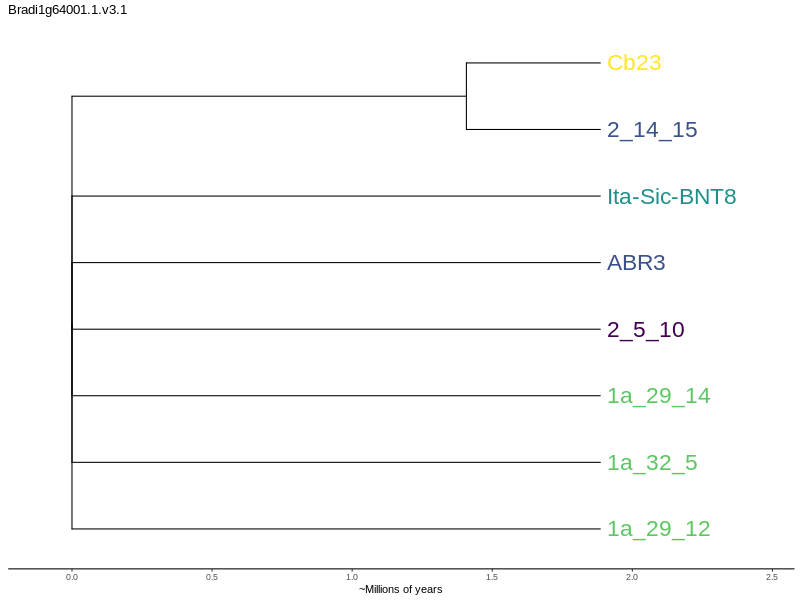 Bradi1g64001.1.v3.1
Cb23
2_14_15
Ita-Sic-BNT8
ABR3
2_5_10
1a_29_14
1a_32_5
1a_29_12
0.0 0.5 1.0 1.5 2.0 2.5
~Millions of years